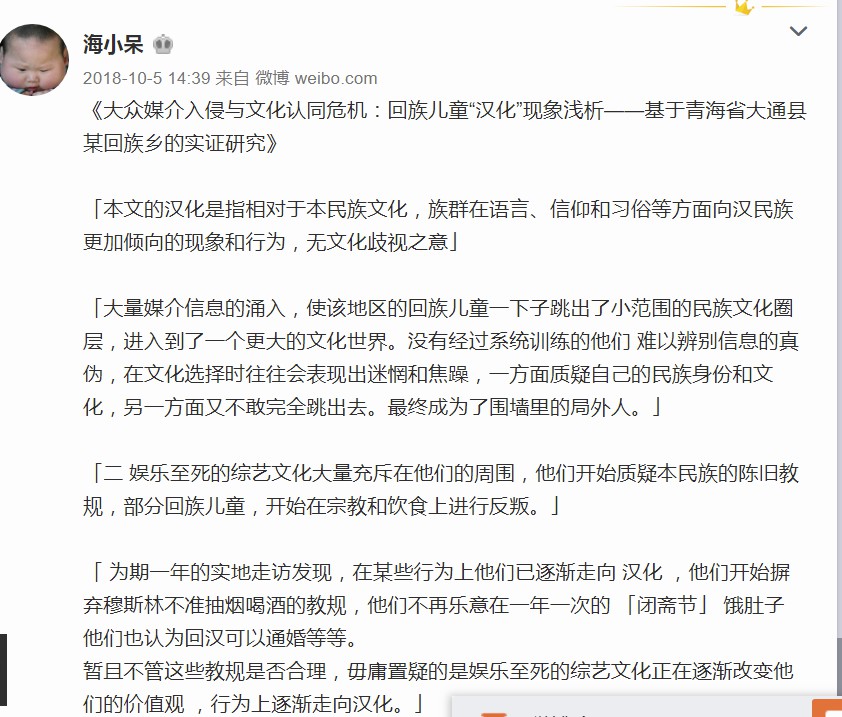 海小呆
2018-10-5 14:39 来自 微博 weibo.com
《大众媒介入侵与文化认同危机：回族儿童“汉化”现象浅析——基于青海省大通县
某回族乡的实证研究》
「本文的汉化是指相对于本民族文化，族群在语言、信仰和习俗等方面向汉民族
更加倾向的现象和行为，无文化歧视之意」
「大量媒介信息的涌入，使该地区的回族儿童一下子跳出了小范围的民族文化圈
层，进入到了一个更大的文化世界。没有经过系统训练的他们 难以辨别信息的真
伪，在文化选择时往往会表现出迷惘和焦躁，一方面质疑自己的民族身份和文
化，另一方面又不敢完全跳出去。最终成为了围墙里的局外人。」
「二 娱乐至死的综艺文化大量充斥在他们的周围，他们开始质疑本民族的陈旧教
规，部分回族儿童，开始在宗教和饮食上进行反叛。」
「 为期一年的实地走访发现，在某些行为上他们已逐渐走向 汉化 ，他们开始摒
弃穆斯林不准抽烟喝酒的教规，他们不再乐意在一年一次的 「闭斋节」 饿肚子
他们也认为回汉可以通婚等等。
暂且不管这些教规是否合理，毋庸置疑的是娱乐至死的综艺文化正在逐渐改变他
们的价值观 ，行为上逐渐走向汉化。」